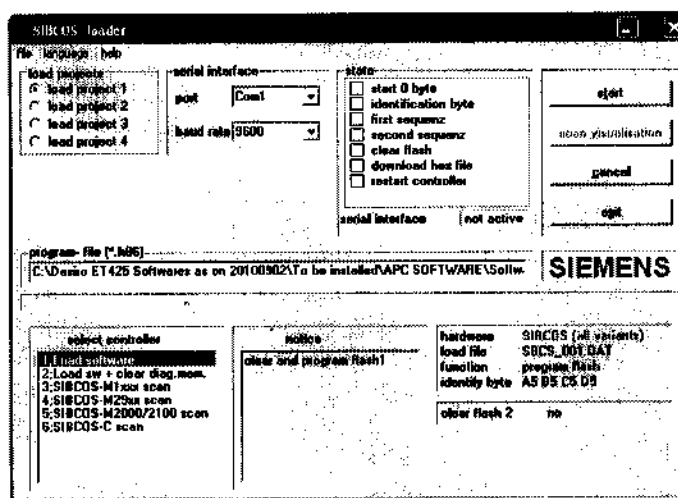 SIBCOS loader
file language help
load projects
load project 1
load project 2
load project 3
load project 4
serial interface
port Com1
baud rate 9600
state
start 0 byte
identification byte
first sequenz
second sequenz
clear flash
download hex file
restart controller
serial interface not active
start
scan visualisation
cancel
exit
program- file (*.h86)
C:\Demo ET425 Softwares as on 20100902\To be installed\APC SOFTWARE\Softw
SIEMENS
select controller
1;Load software
2;Load sw + clear diag.mem.
3;SIBCOS-M1xxx scan
4;SIBCOS-M29xx scan
5;SIBCOS-M2000/2100 scan
6;SIBCOS-C scan
notice
clear and program flash1
hardware SIBCOS (all variants)
load file SBCS_001.DAT
function program flash
identify byte A5 B5 C5 D5
clear flash 2 no